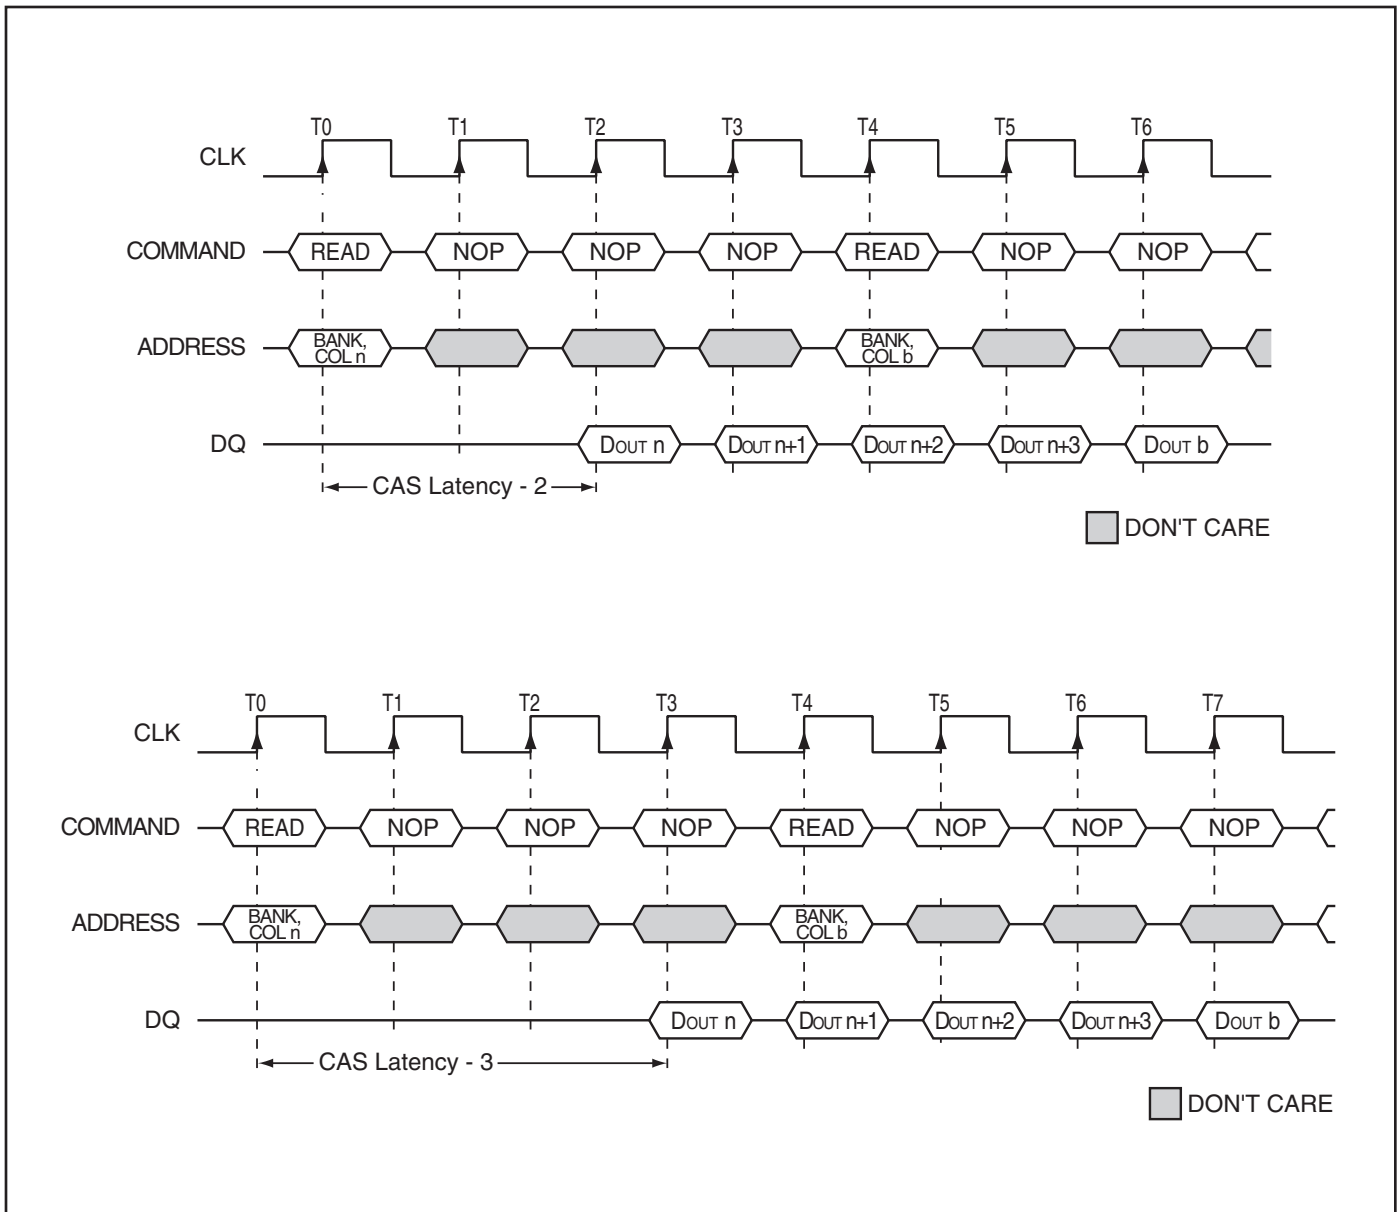 T0 T1 T2 T3 T4 T5 T6
CLK
COMMAND READ NOP NOP NOP READ NOP NOP
ADDRESS BANK, COL n BANK, COL b
DQ DOUT n DOUT n+1 DOUT n+2 DOUT n+3 DOUT b
CAS Latency - 2
DON'T CARE
T0 T1 T2 T3 T4 T5 T6 T7
CLK
COMMAND READ NOP NOP NOP READ NOP NOP NOP
ADDRESS BANK, COL n BANK, COL b
DQ DOUT n DOUT n+1 DOUT n+2 DOUT n+3 DOUT b
CAS Latency - 3
DON'T CARE